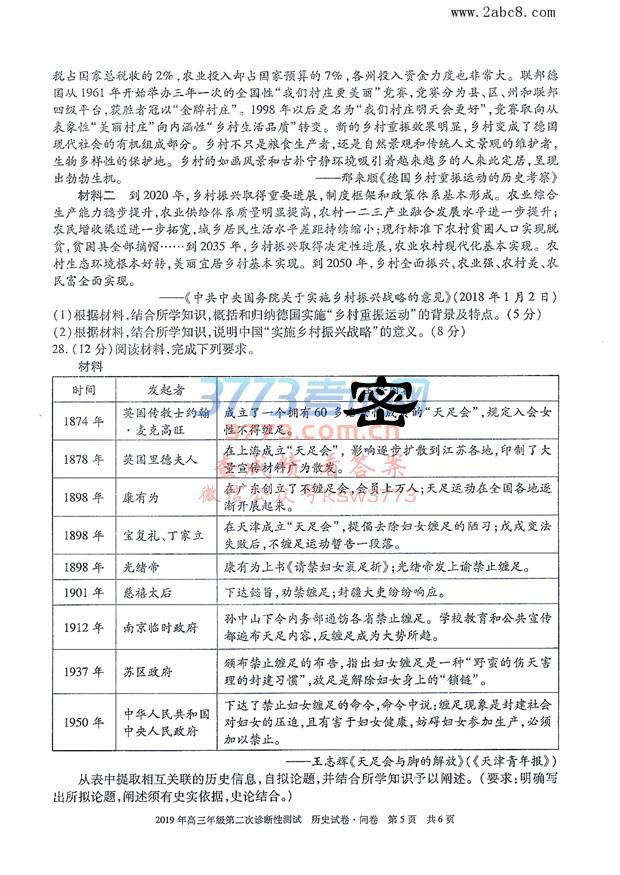 www.2abc8.com
税占国家总税收的2%,农业投入却占国家预算的7%,各州投入资金力度也非常大。联邦德
国从1961年开始举办三年一次的全国性“我们村庄更美丽”竞赛,竞赛分为县、区、州和联邦
四级平台,获胜者冠以“金牌村庄”。1998年以后更名为“我们村庄明天会更好”,竞赛取向从
表象性“美丽村庄”向内涵性“乡村生活品质”转变。新的乡村重振效果明显,乡村变成了德国
现代社会的有机组成部分。乡村不只是粮食生产者,还是自然景观和传统人文景观的维护者,
生物多样性的保护地。乡村的如画风景和古朴宁静环境吸引着越来越多的人来此定居,呈现
出勃勃生机。 ——邢来顺《德国乡村重振运动的历史考察》
材料二 到2020年,乡村振兴取得重要进展,制度框架和政策体系基本形成。农业综合
生产能力稳步提升,农业供给体系质量明显提高,农村一二三产业融合发展水平进一步提升;
农民增收渠道进一步拓宽,城乡居民生活水平差距持续缩小;现行标准下农村贫困人口实现脱
贫,贫困县全部摘帽……到2035年,乡村振兴取得决定性进展,农业农村现代化基本实现。农
村生态环境根本好转,美丽宜居乡村基本实现。到2050年,乡村全面振兴,农业强、农村美、农
民富全面实现。
——《中共中央国务院关于实施乡村振兴战略的意见》(2018年1月2日)
(1)根据材料,结合所学知识,概括和归纳德国实施“乡村重振运动”的背景及特点。(5分)
(2)根据材料,结合所学知识,说明中国“实施乡村振兴战略”的意义。(8分)
28.(12分)阅读材料,完成下列要求。
材料
时间 发起者
密
1874年 英国传教士约翰·麦克高旺 成立了一个拥有60多 的“天足会”,规定入会女
性不得缠足。
1878年 英国里德夫人 在上海成立“天足会”,影响逐步扩散到江苏各地,印制了大
量宣传材料广为散发。
1898年 康有为 在广东创立了不缠足会,会员上万人;天足运动在全国各地逐
渐开展起来。
1898年 宝复礼、丁家立 在天津成立“天足会”,提倡去除妇女缠足的陋习;戊戌变法
失败后,不缠足运动暂告一段落。
1898年 光绪帝 康有为上书《请禁妇女裹足折》;光绪帝发上谕禁止缠足。
1901年 慈禧太后 下达懿旨,劝禁缠足;封疆大吏纷纷响应。
1912年 南京临时政府 孙中山下令内务部通饬各省禁止缠足。学校教育和公共宣传
都遍布天足内容,反缠足成为大势所趋。
1937年 苏区政府 颁布禁止缠足的布告,指出妇女缠足是一种“野蛮的伤天害
理的封建习惯”,放足是解除妇女身上的“锁链”。
1950年 中华人民共和国中央人民政府 下达了禁止妇女缠足的命令,命令中说:缠足现象是封建社会
对妇女的压迫,且有害于妇女健康,妨碍妇女参加生产,必须
加以禁止。
3773考试网
www.3773.com.cn
查成绩 看答案
微信公众号KSW3773
——王志辉《天足会与脚的解放》(《天津青年报》)
从表中提取相互关联的历史信息,自拟论题,并结合所学知识予以阐述。(要求:明确写
出所拟论题,阐述须有史实依据,史论结合。)
2019年高三年级第二次诊断性测试 历史试卷·问卷 第5页 共6页